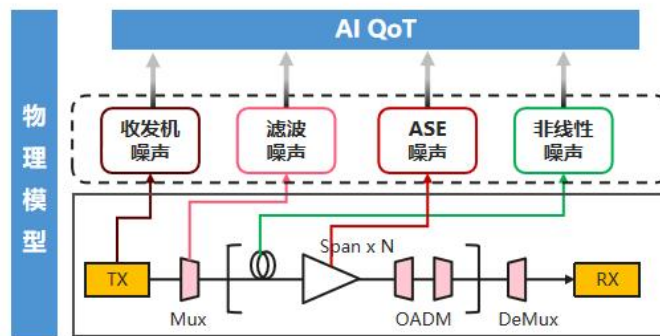 AI QoT
物
理
模
型
收发机
噪声
滤波
噪声
ASE
噪声
非线性
噪声
Span x N
TX
RX
Mux
OADM
DeMux